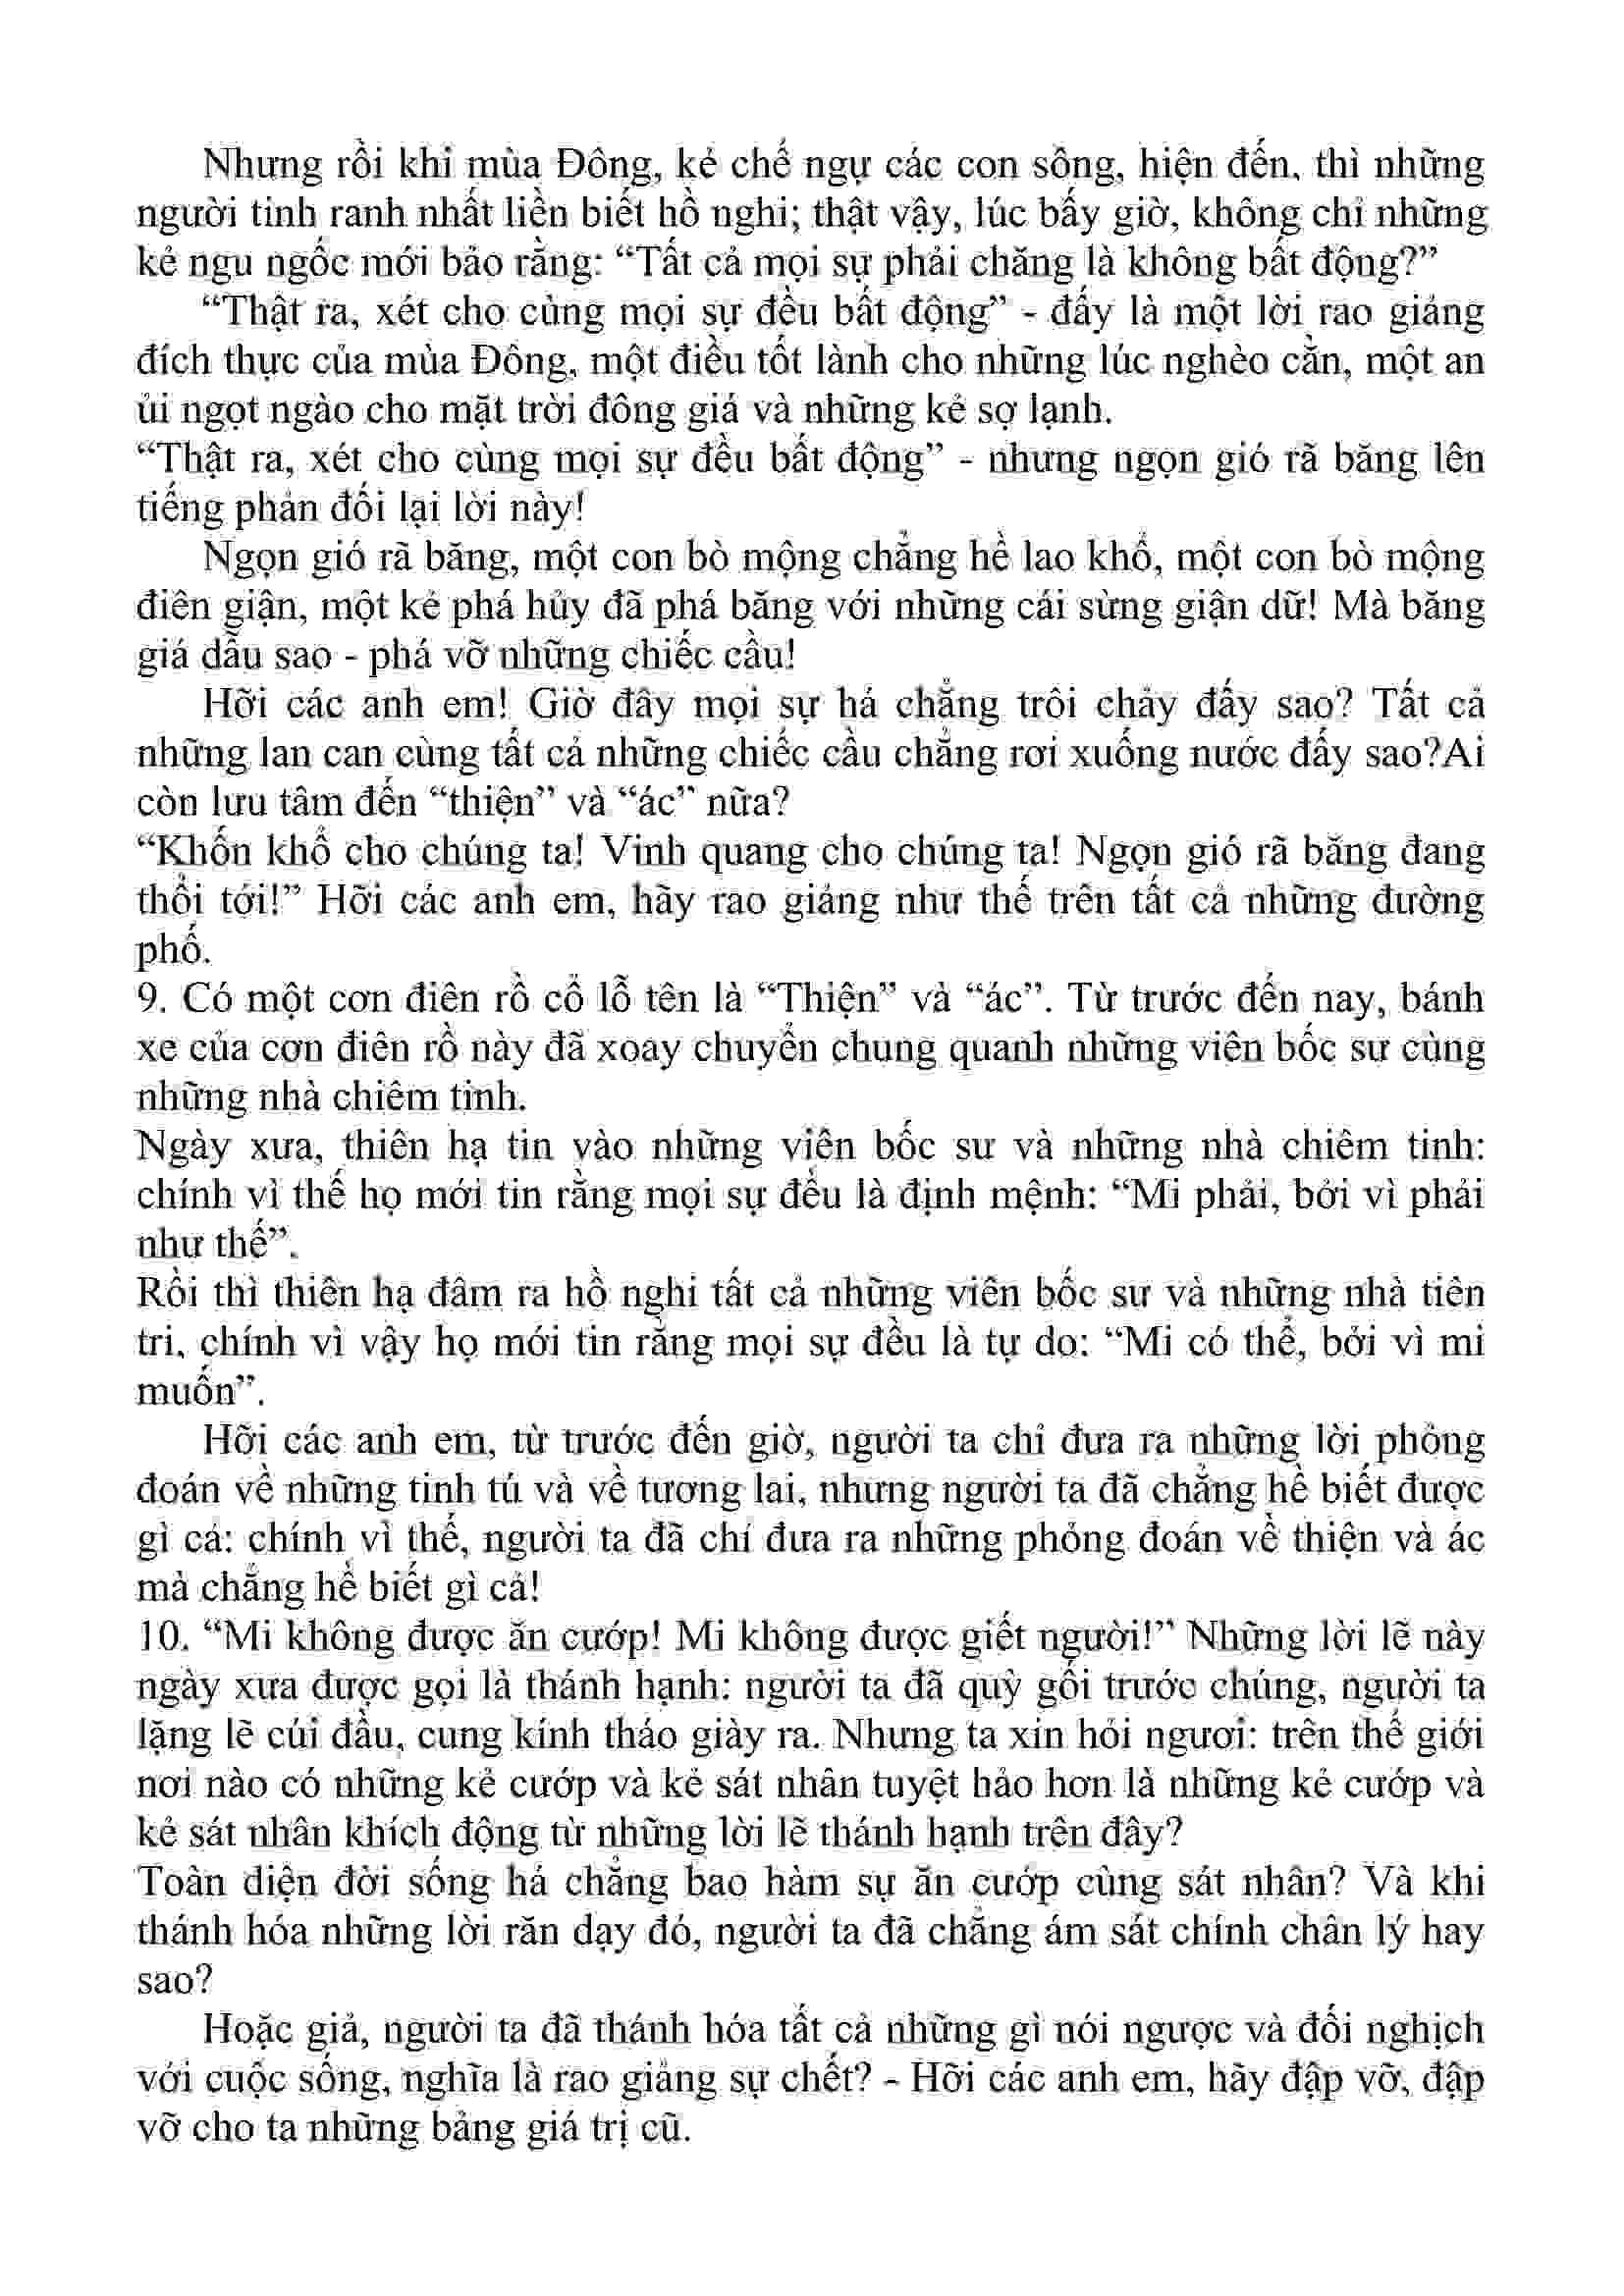 Nhưng rồi khi mùa Đông, kẻ chế ngự các con sông, hiện đến, thì những
người tinh ranh nhất liền biết hồ nghi; thật vậy, lúc bấy giờ, không chỉ những
kẻ ngu ngốc mới bảo rằng: “Tất cả mọi sự phải chăng là không bất động?”
“Thật ra, xét cho cùng mọi sự đều bất động” - đấy là một lời rao giảng
đích thực của mùa Đông, một điều tốt lành cho những lúc nghèo cằn, một an
ủi ngọt ngào cho mặt trời đông giá và những kẻ sợ lạnh.
“Thật ra, xét cho cùng mọi sự đều bất động” - nhưng ngọn gió rã băng lên
tiếng phản đối lại lời này!
Ngọn gió rã băng, một con bò mộng chẳng hề lao khổ, một con bò mộng
điên giận, một kẻ phá hủy đã phá băng với những cái sừng giận dữ! Mà băng
giá dẫu sao - phá vỡ những chiếc cầu!
Hỡi các anh em! Giờ đây mọi sự há chẳng trôi chảy đấy sao? Tất cả
những lan can cùng tất cả những chiếc cầu chẳng rơi xuống nước đấy sao?Ai
còn lưu tâm đến “thiện” và “ác” nữa?
“Khốn khổ cho chúng ta! Vinh quang cho chúng ta! Ngọn gió rã băng đang
thổi tới!” Hỡi các anh em, hãy rao giảng như thế trên tất cả những đường
phố.
9. Có một cơn điên rồ cổ lỗ tên là “Thiện” và “ác”. Từ trước đến nay, bánh
xe của cơn điên rồ này đã xoay chuyển chung quanh những viên bốc sư cùng
những nhà chiêm tinh.
Ngày xưa, thiên hạ tin vào những viên bốc sư và những nhà chiêm tinh:
chính vì thế họ mới tin rằng mọi sự đều là định mệnh: “Mi phải, bởi vì phải
như thế”.
Rồi thì thiên hạ đâm ra hồ nghi tất cả những viên bốc sư và những nhà tiên
tri, chính vì vậy họ mới tin rằng mọi sự đều là tự do: “Mi có thể, bởi vì mi
muốn”.
Hỡi các anh em, từ trước đến giờ, người ta chỉ đưa ra những lời phỏng
đoán về những tinh tú và về tương lai, nhưng người ta đã chẳng hề biết được
gì cả: chính vì thế, người ta đã chỉ đưa ra những phỏng đoán về thiện và ác
mà chẳng hề biết gì cả!
10. “Mi không được ăn cướp! Mi không được giết người!” Những lời lẽ này
ngày xưa được gọi là thánh hạnh: người ta đã quỳ gối trước chúng, người ta
lặng lẽ cúi đầu, cung kính tháo giày ra. Nhưng ta xin hỏi ngươi: trên thế giới
nơi nào có những kẻ cướp và kẻ sát nhân tuyệt hảo hơn là những kẻ cướp và
kẻ sát nhân khích động từ những lời lẽ thánh hạnh trên đây?
Toàn diện đời sống há chẳng bao hàm sự ăn cướp cùng sát nhân? Và khi
thánh hóa những lời răn dạy đó, người ta đã chẳng ám sát chính chân lý hay
sao?
Hoặc giả, người ta đã thánh hóa tất cả những gì nói ngược và đối nghịch
với cuộc sống, nghĩa là rao giảng sự chết? - Hỡi các anh em, hãy đập vỡ, đập
vỡ cho ta những bảng giá trị cũ.